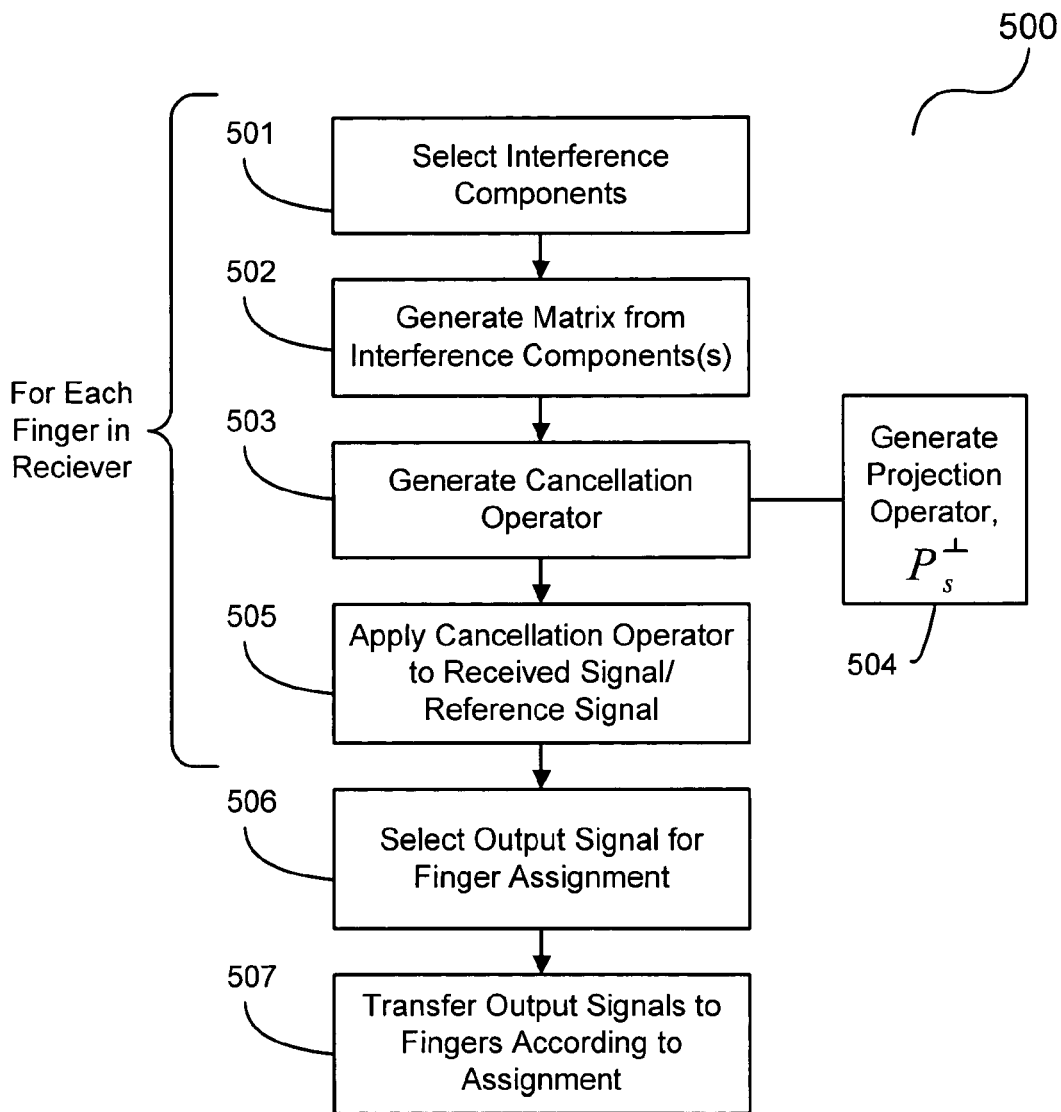 500
501
Select Interference
Components
502
Generate Matrix from
Interference Components(s)
For Each
Finger in
Reciever
503
Generate Cancellation
Operator
Generate
Projection
Operator,
P_s^⊥
504
505
Apply Cancellation Operator
to Received Signal/
Reference Signal
506
Select Output Signal for
Finger Assignment
507
Transfer Output Signals to
Fingers According to
Assignment